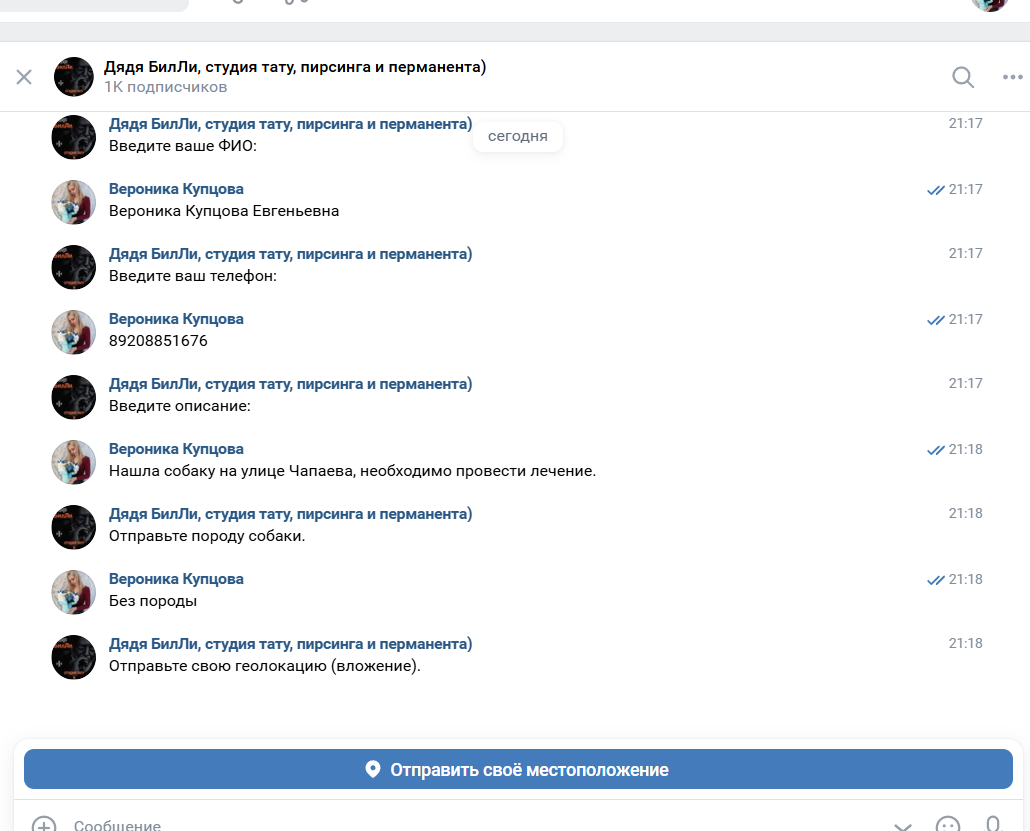 Дядя БилЛи, студия тату, пирсинга и перманента)
1K подписчиков
сегодня
Дядя БилЛи, студия тату, пирсинга и перманента) 21:17
Введите ваше ФИО:
Вероника Купцова 21:17
Вероника Купцова Евгеньевна
Дядя БилЛи, студия тату, пирсинга и перманента) 21:17
Введите ваш телефон:
Вероника Купцова 21:17
89208851676
Дядя БилЛи, студия тату, пирсинга и перманента) 21:17
Введите описание:
Вероника Купцова 21:18
Нашла собаку на улице Чапаева, необходимо провести лечение.
Дядя БилЛи, студия тату, пирсинга и перманента) 21:18
Отправьте породу собаки.
Вероника Купцова 21:18
Без породы
Дядя БилЛи, студия тату, пирсинга и перманента) 21:18
Отправьте свою геолокацию (вложение).
Отправить своё местоположение
Сообщение